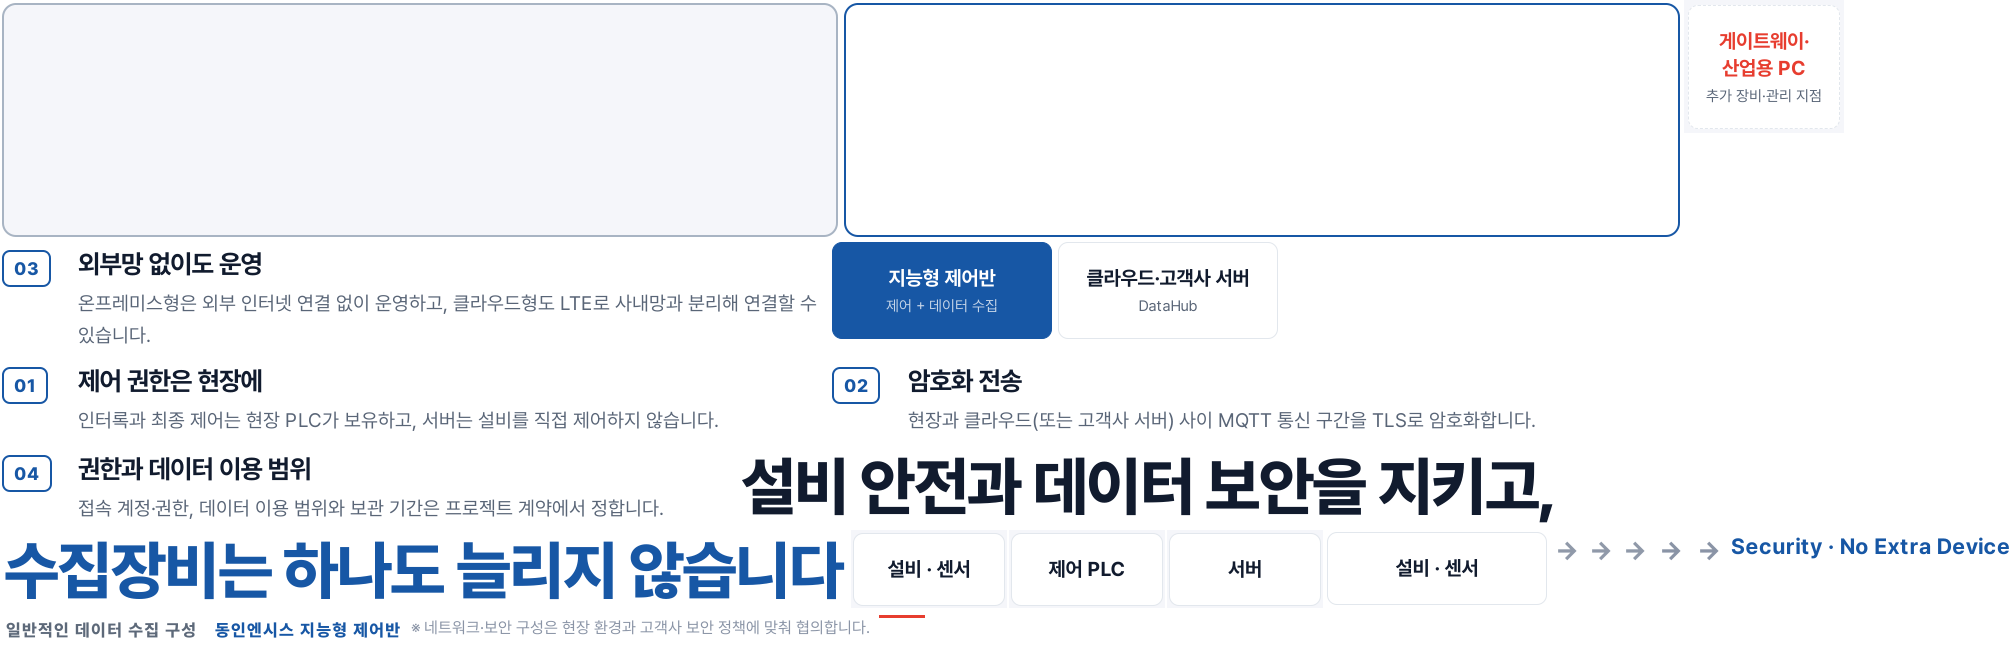 게이트웨이·
산업용 PC
추가 장비·관리 지점
03
외부망 없이도 운영
온프레미스형은 외부 인터넷 연결 없이 운영하고, 클라우드형도 LTE로 사내망과 분리해 연결할 수
있습니다.
지능형 제어반
제어 + 데이터 수집
클라우드·고객사 서버
DataHub
01
제어 권한은 현장에
인터록과 최종 제어는 현장 PLC가 보유하고, 서버는 설비를 직접 제어하지 않습니다.
02
암호화 전송
현장과 클라우드(또는 고객사 서버) 사이 MQTT 통신 구간을 TLS로 암호화합니다.
04
권한과 데이터 이용 범위
접속 계정·권한, 데이터 이용 범위와 보관 기간은 프로젝트 계약에서 정합니다.
설비 안전과 데이터 보안을 지키고,
수집장비는 하나도 늘리지 않습니다
설비 · 센서
제어 PLC
서버
설비 · 센서
→ → → → →
Security · No Extra Device
일반적인 데이터 수집 구성
동인엔시스 지능형 제어반
※ 네트워크·보안 구성은 현장 환경과 고객사 보안 정책에 맞춰 협의합니다.